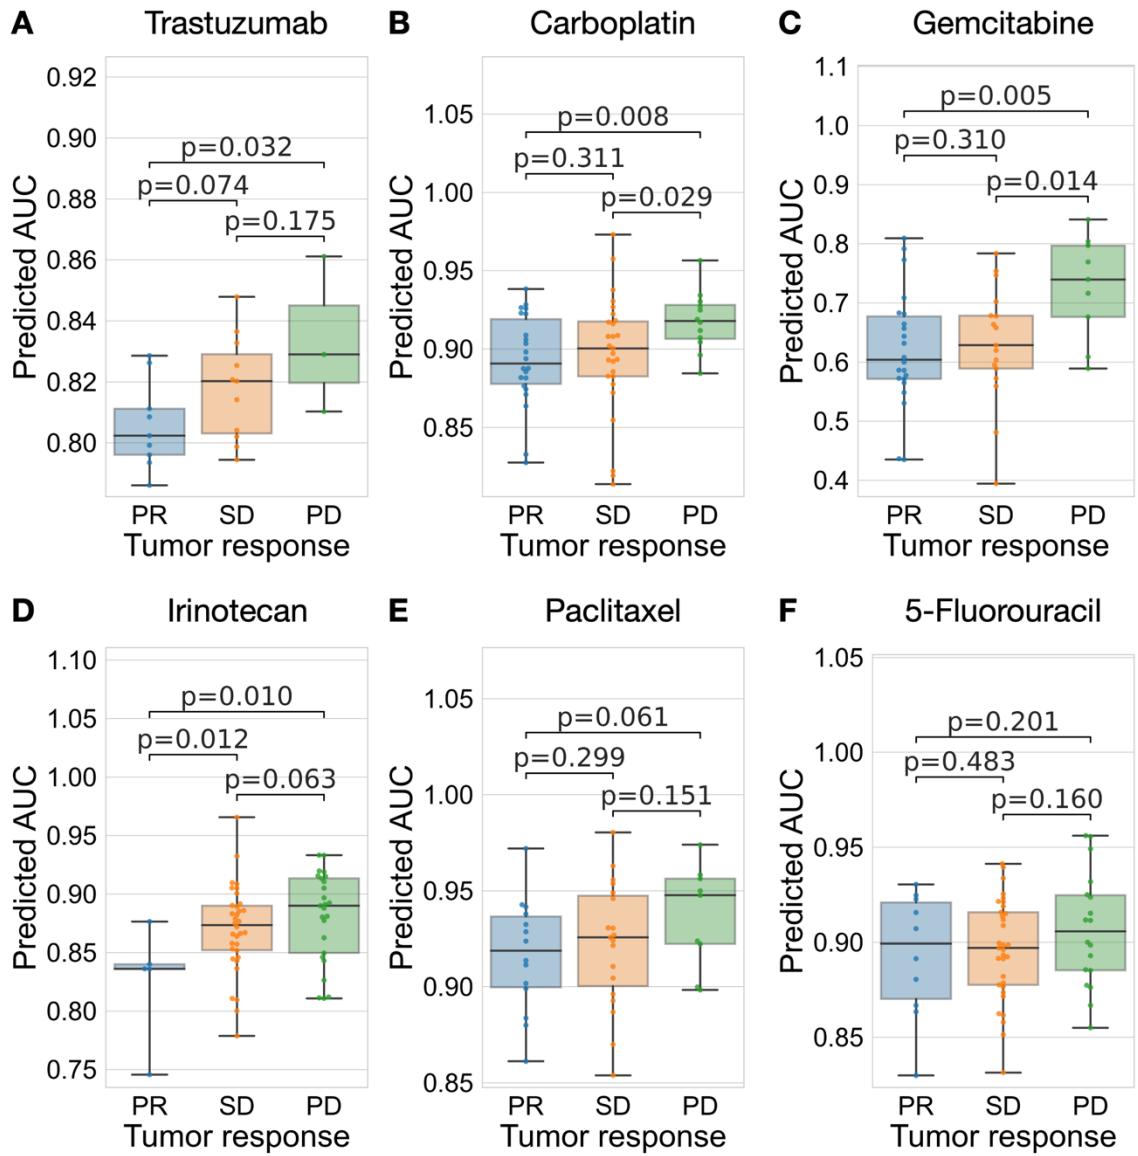 A Trastuzumab
0.92
0.90
0.88
0.86
0.84
0.82
0.80
Predicted AUC
p=0.032
p=0.074
p=0.175
PR SD PD
Tumor response
B Carboplatin
1.05
1.00
0.95
0.90
0.85
Predicted AUC
p=0.008
p=0.311
p=0.029
PR SD PD
Tumor response
C Gemcitabine
1.1
1.0
0.9
0.8
0.7
0.6
0.5
0.4
Predicted AUC
p=0.005
p=0.310
p=0.014
PR SD PD
Tumor response
D Irinotecan
1.10
1.05
1.00
0.95
0.90
0.85
0.80
0.75
Predicted AUC
p=0.010
p=0.012
p=0.063
PR SD PD
Tumor response
E Paclitaxel
1.05
1.00
0.95
0.90
0.85
Predicted AUC
p=0.061
p=0.299
p=0.151
PR SD PD
Tumor response
F 5-Fluorouracil
1.05
1.00
0.95
0.90
0.85
Predicted AUC
p=0.201
p=0.483
p=0.160
PR SD PD
Tumor response